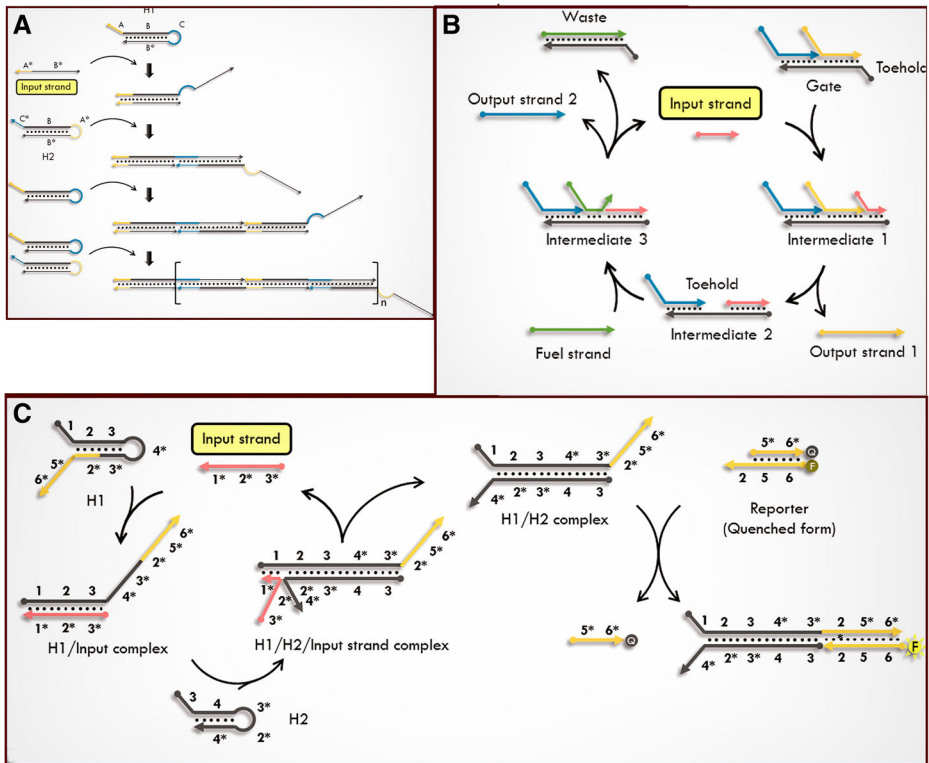 A
H1
A B C
B*
A* B*
Input strand
C* B A*
B*
H2
n
B
Waste
Output strand 2
Input strand
Toehold
Gate
Intermediate 3
Intermediate 1
Toehold
Intermediate 2
Fuel strand
Output strand 1
C
1 2 3
4*
6* 5* 2* 3*
H1
Input strand
1* 2* 3*
1 2 3
4* 3* 2* 5* 6*
1* 2* 3*
H1/Input complex
1 2 3 4* 3*
2* 5* 6*
1* 2* 3* 4 3
2* 4*
3*
H1/H2/Input strand complex
3 4 3*
4* 2*
H2
1 2 3 4* 3*
2* 5* 6*
4* 2* 3* 4 3
H1/H2 complex
5* 6* Q
F
2 5 6
Reporter
(Quenched form)
5* 6* Q
1 2 3 4* 3* 2 5* 6*
F
4* 2* 3* 4 3 2 5 6